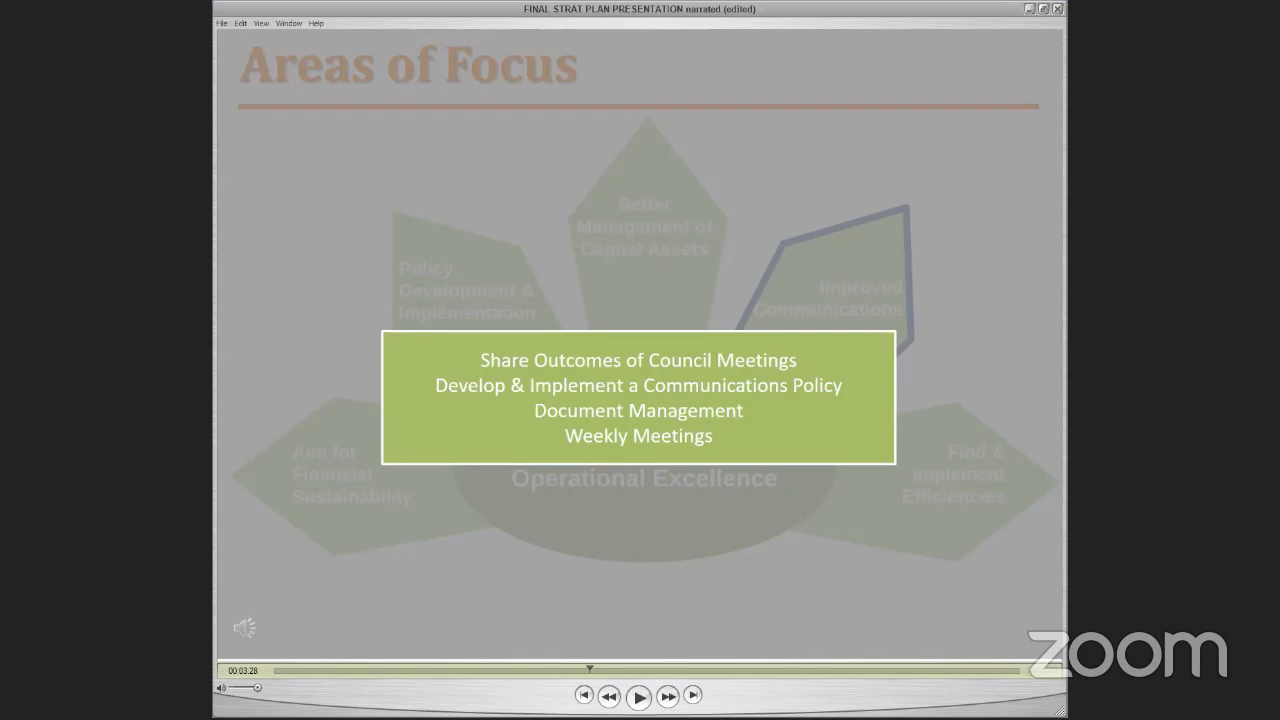 FINAL STRAT PLAN PRESENTATION narrated (edited)
File Edit View Window Help
Areas of Focus
Better
Management of
Capital Assets
Policy
Development &
Implementation
Improved
Communications
Share Outcomes of Council Meetings
Develop & Implement a Communications Policy
Document Management
Weekly Meetings
Aim for
Financial
Sustainability
Operational Excellence
Find &
Implement
Efficiencies
00:03:28
zoom